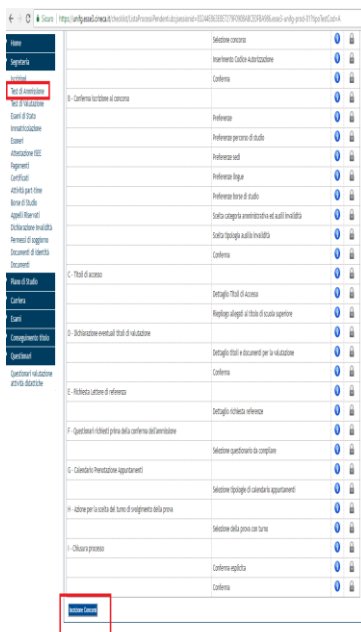 Sicuro
Home
Segreteria
Iscrizioni
Test di Ammissione
Test di Valutazione
Esami di Stato
Immatricolazione
Esoneri
Attestazione ISEE
Pagamenti
Certificati
Attività part-time
Borse di Studio
Appelli Riservati
Dichiarazione Invalidità
Permessi di soggiorno
Documenti di identità
Documenti
Piano di Studio
Carriera
Esami
Conseguimento titolo
Questionari
Questionari valutazione
attività didattiche
Selezione concorso
Inserimento Codice Autorizzazione
Conferma
B - Conferma iscrizione al concorso
Preferenze
Preferenze percorso di studio
Preferenze sedi
Preferenze lingue
Preferenze borse di studio
Scelta categoria amministrativa ed ausili invalidità
Scelta tipologia ausilio invalidità
Conferma
C - Titoli di accesso
Dettaglio Titoli di Accesso
Riepilogo allegati al titolo di scuola superiore
D - Dichiarazione eventuali titoli di valutazione
Dettaglio titoli e documenti per la valutazione
Conferma
E - Richiesta Lettere di referenza
Dettaglio richiesta referenze
F - Questionari richiesti prima della conferma dell'ammissione
Selezione questionario da compilare
G - Calendario Prenotazione Appuntamenti
Selezione tipologie di calendario appuntamenti
H - Azione per la scelta del turno di svolgimento della prova
Selezione della prova con turno
I - Chiusura processo
Conferma esplicita
Conferma
Iscrizione Concorsi